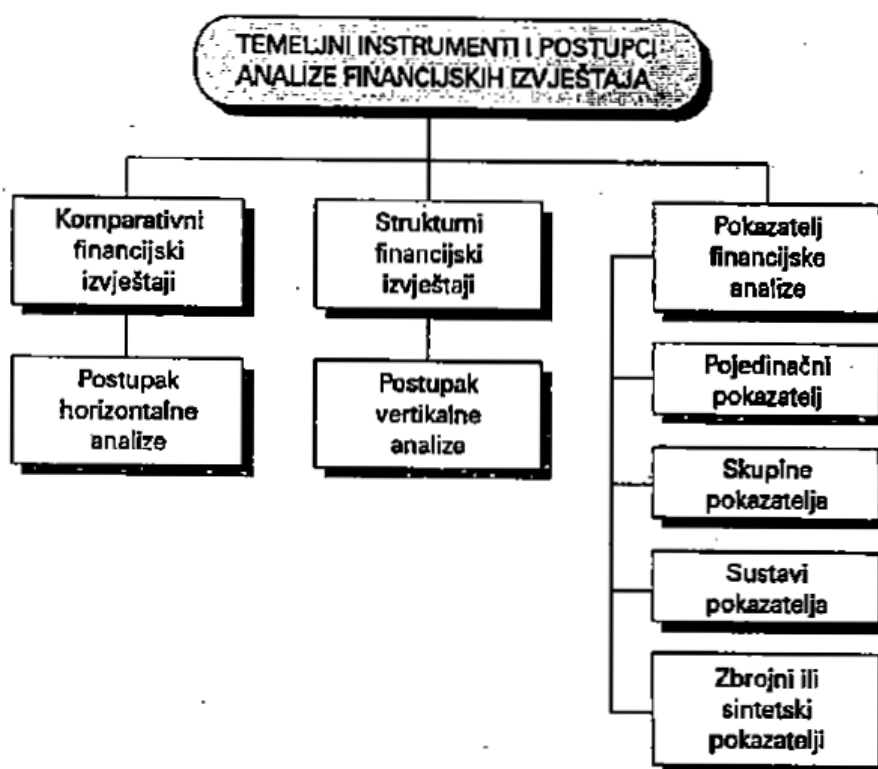 TEMELJNI INSTRUMENTI I POSTUPCI
ANALIZE FINANCIJSKIH IZVJEŠTAJA
Komparativni
financijski
izvještaji
Postupak
horizontalne
analize
Strukturni
financijski
izvještaji
Postupak
vertikalne
analize
Pokazatelj
financijske
analize
Pojedinačni
pokazatelj
Skupine
pokazatelja
Sustavi
pokazatelja
Zbrojni ili
sintetski
pokazatelji